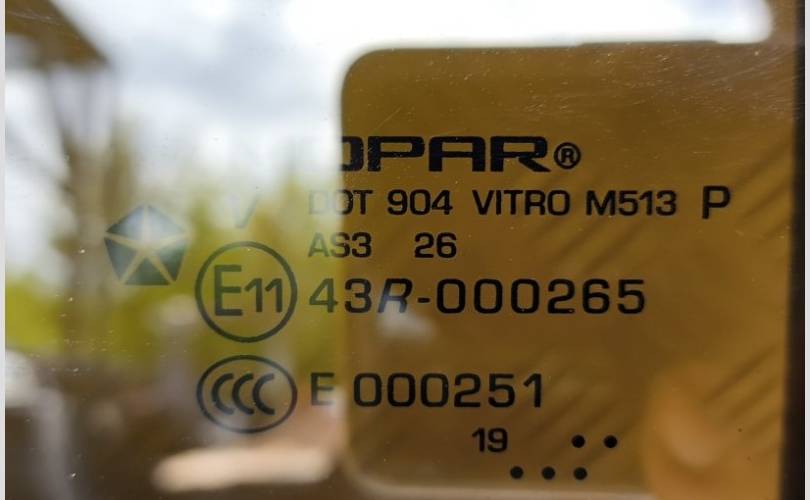 OPAR®
V DOT 904 VITRO M513 P
AS3 26
E11 43R-000265
CCC E 000251
19